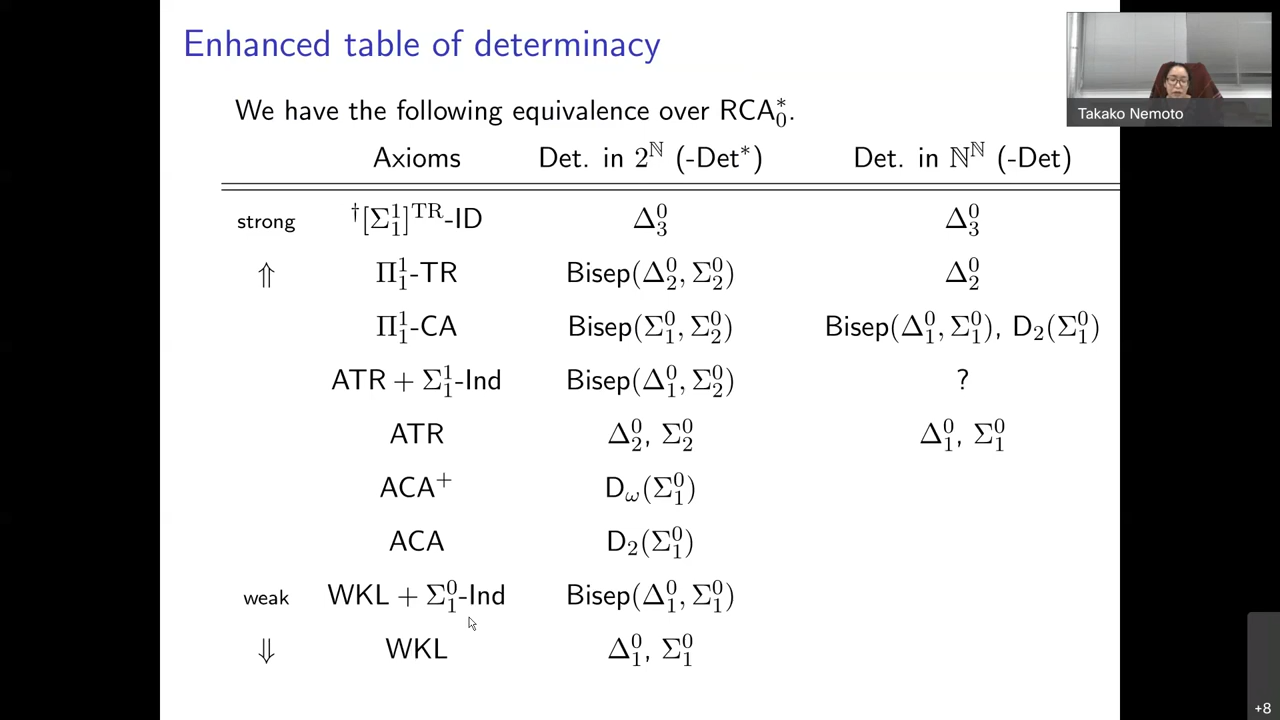 Enhanced table of determinacy
Takako Nemoto
We have the following equivalence over RCA₀*.
Axioms Det. in 2^ℕ (-Det*) Det. in ℕ^ℕ (-Det)
strong †[Σ¹₁]^TR-ID Δ⁰₃ Δ⁰₃
⇑ Π¹₁-TR Bisep(Δ⁰₂, Σ⁰₂) Δ⁰₂
Π¹₁-CA Bisep(Σ⁰₁, Σ⁰₂) Bisep(Δ⁰₁, Σ⁰₁), D₂(Σ⁰₁)
ATR + Σ¹₁-Ind Bisep(Δ⁰₁, Σ⁰₂) ?
ATR Δ⁰₂, Σ⁰₂ Δ⁰₁, Σ⁰₁
ACA⁺ D_ω(Σ⁰₁)
ACA D₂(Σ⁰₁)
weak WKL + Σ⁰₁-Ind Bisep(Δ⁰₁, Σ⁰₁)
⇓ WKL Δ⁰₁, Σ⁰₁
+8